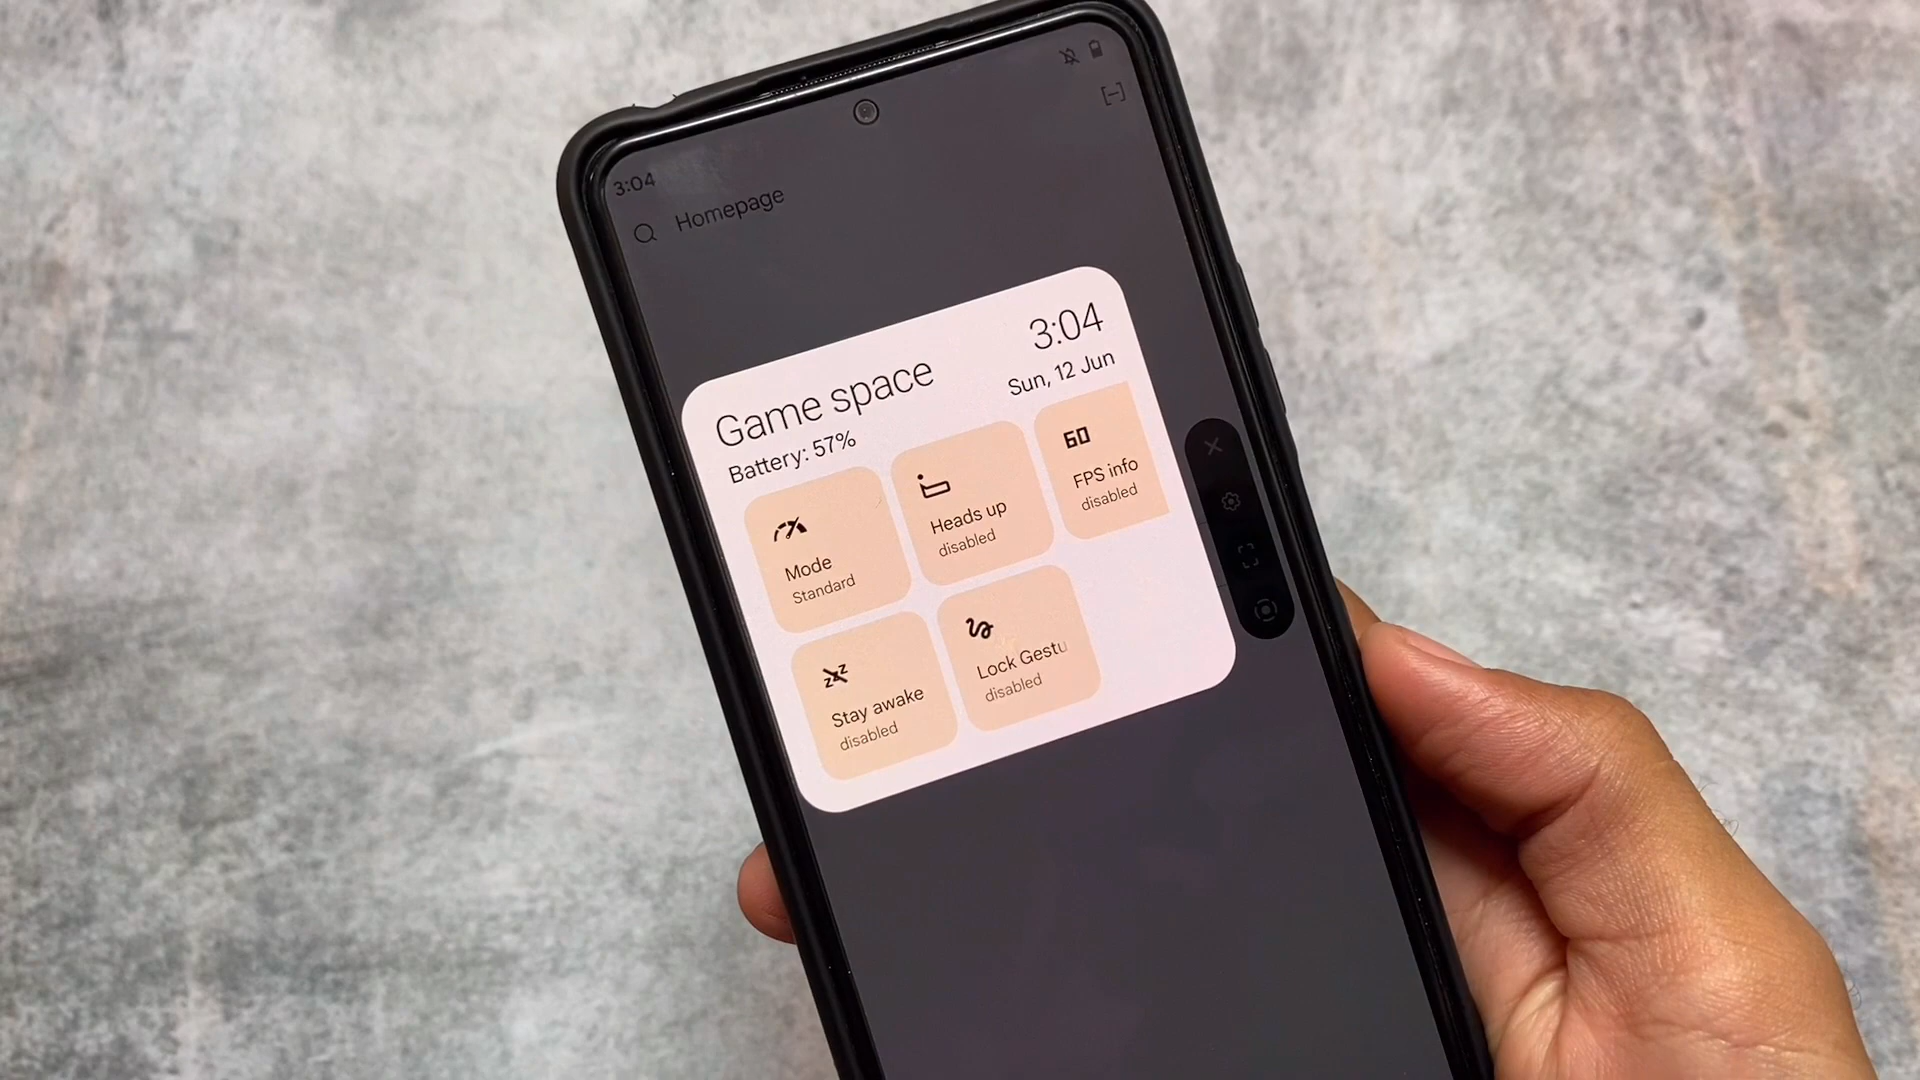 3:04
Homepage
Game space
Battery: 57%
3:04
Sun, 12 Jun
Mode
Standard
Heads up
disabled
60
FPS info
disabled
Stay awake
disabled
Lock Gestu
disabled